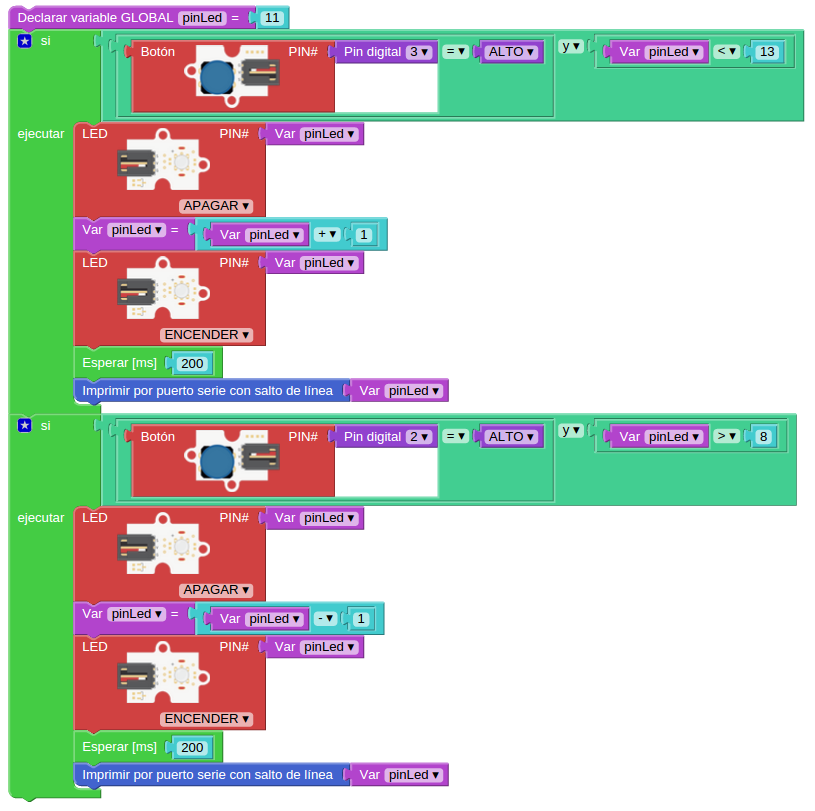 Declarar variable GLOBAL pinLed ▾ = 11
si Botón PIN# Pin digital 3 ▾ = ▾ ALTO ▾ y ▾ Var pinLed ▾ < ▾ 13
ejecutar LED PIN# Var pinLed ▾
APAGAR ▾
Var pinLed ▾ = Var pinLed ▾ + ▾ 1
LED PIN# Var pinLed ▾
ENCENDER ▾
Esperar [ms] 200
Imprimir por puerto serie con salto de línea Var pinLed ▾
si Botón PIN# Pin digital 2 ▾ = ▾ ALTO ▾ y ▾ Var pinLed ▾ > ▾ 8
ejecutar LED PIN# Var pinLed ▾
APAGAR ▾
Var pinLed ▾ = Var pinLed ▾ - ▾ 1
LED PIN# Var pinLed ▾
ENCENDER ▾
Esperar [ms] 200
Imprimir por puerto serie con salto de línea Var pinLed ▾